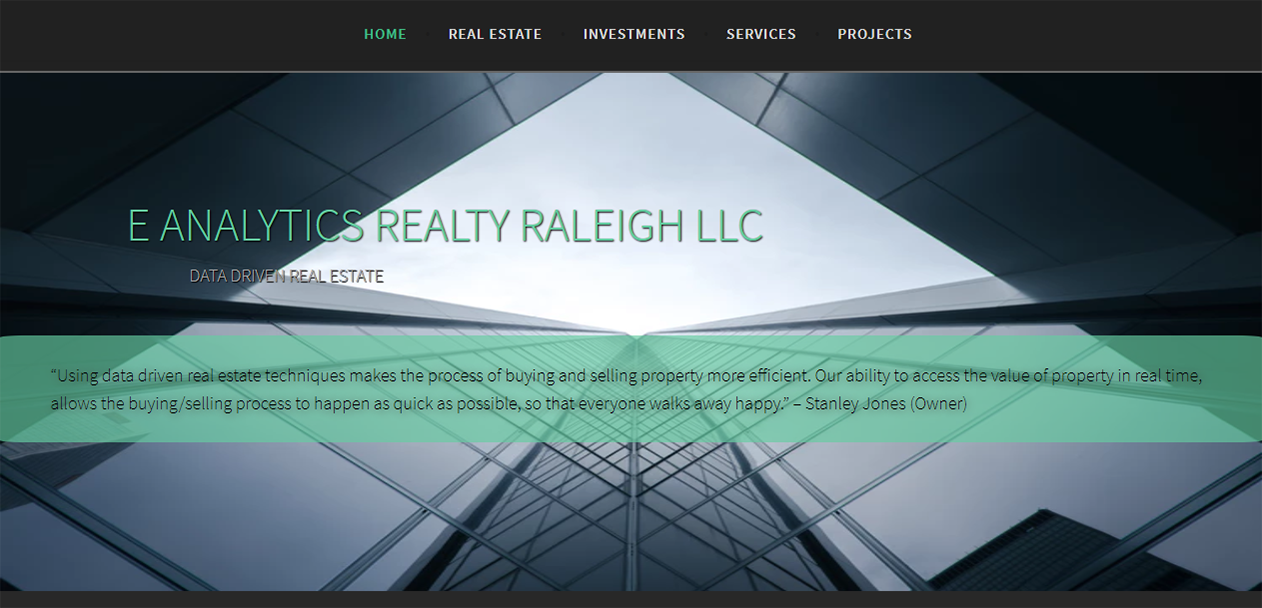 HOME REAL ESTATE INVESTMENTS SERVICES PROJECTS
E ANALYTICS REALTY RALEIGH LLC
DATA DRIVEN REAL ESTATE
“Using data driven real estate techniques makes the process of buying and selling property more efficient. Our ability to access the value of property in real time,
allows the buying/selling process to happen as quick as possible, so that everyone walks away happy.” – Stanley Jones (Owner)